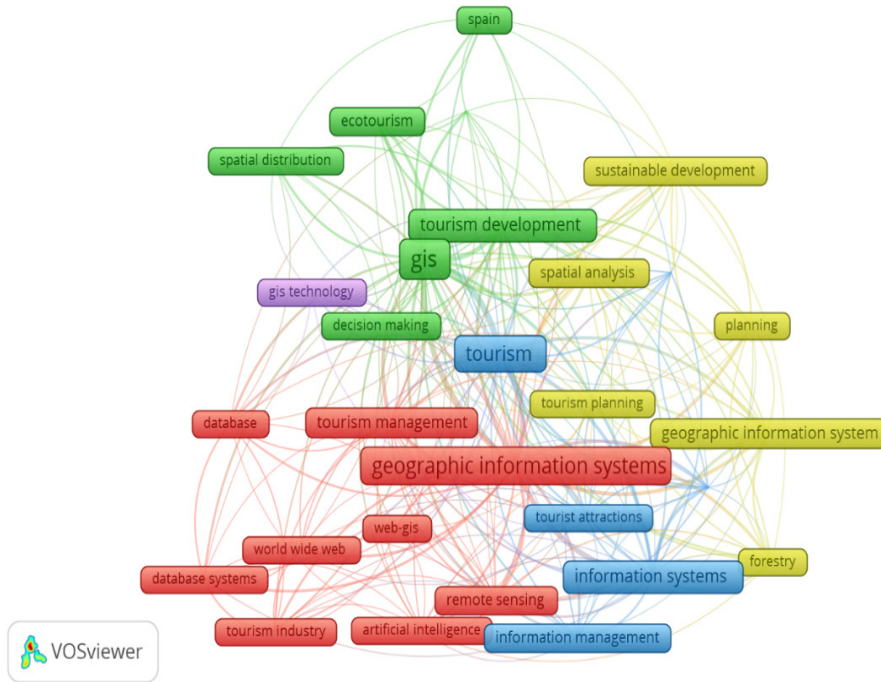 spain
ecotourism
spatial distribution
sustainable development
tourism development
gis
spatial analysis
gis technology
decision making
planning
tourism
tourism planning
database
tourism management
geographic information system
geographic information systems
tourist attractions
web-gis
world wide web
forestry
database systems
information systems
remote sensing
tourism industry
artificial intelligence
information management
VOSviewer